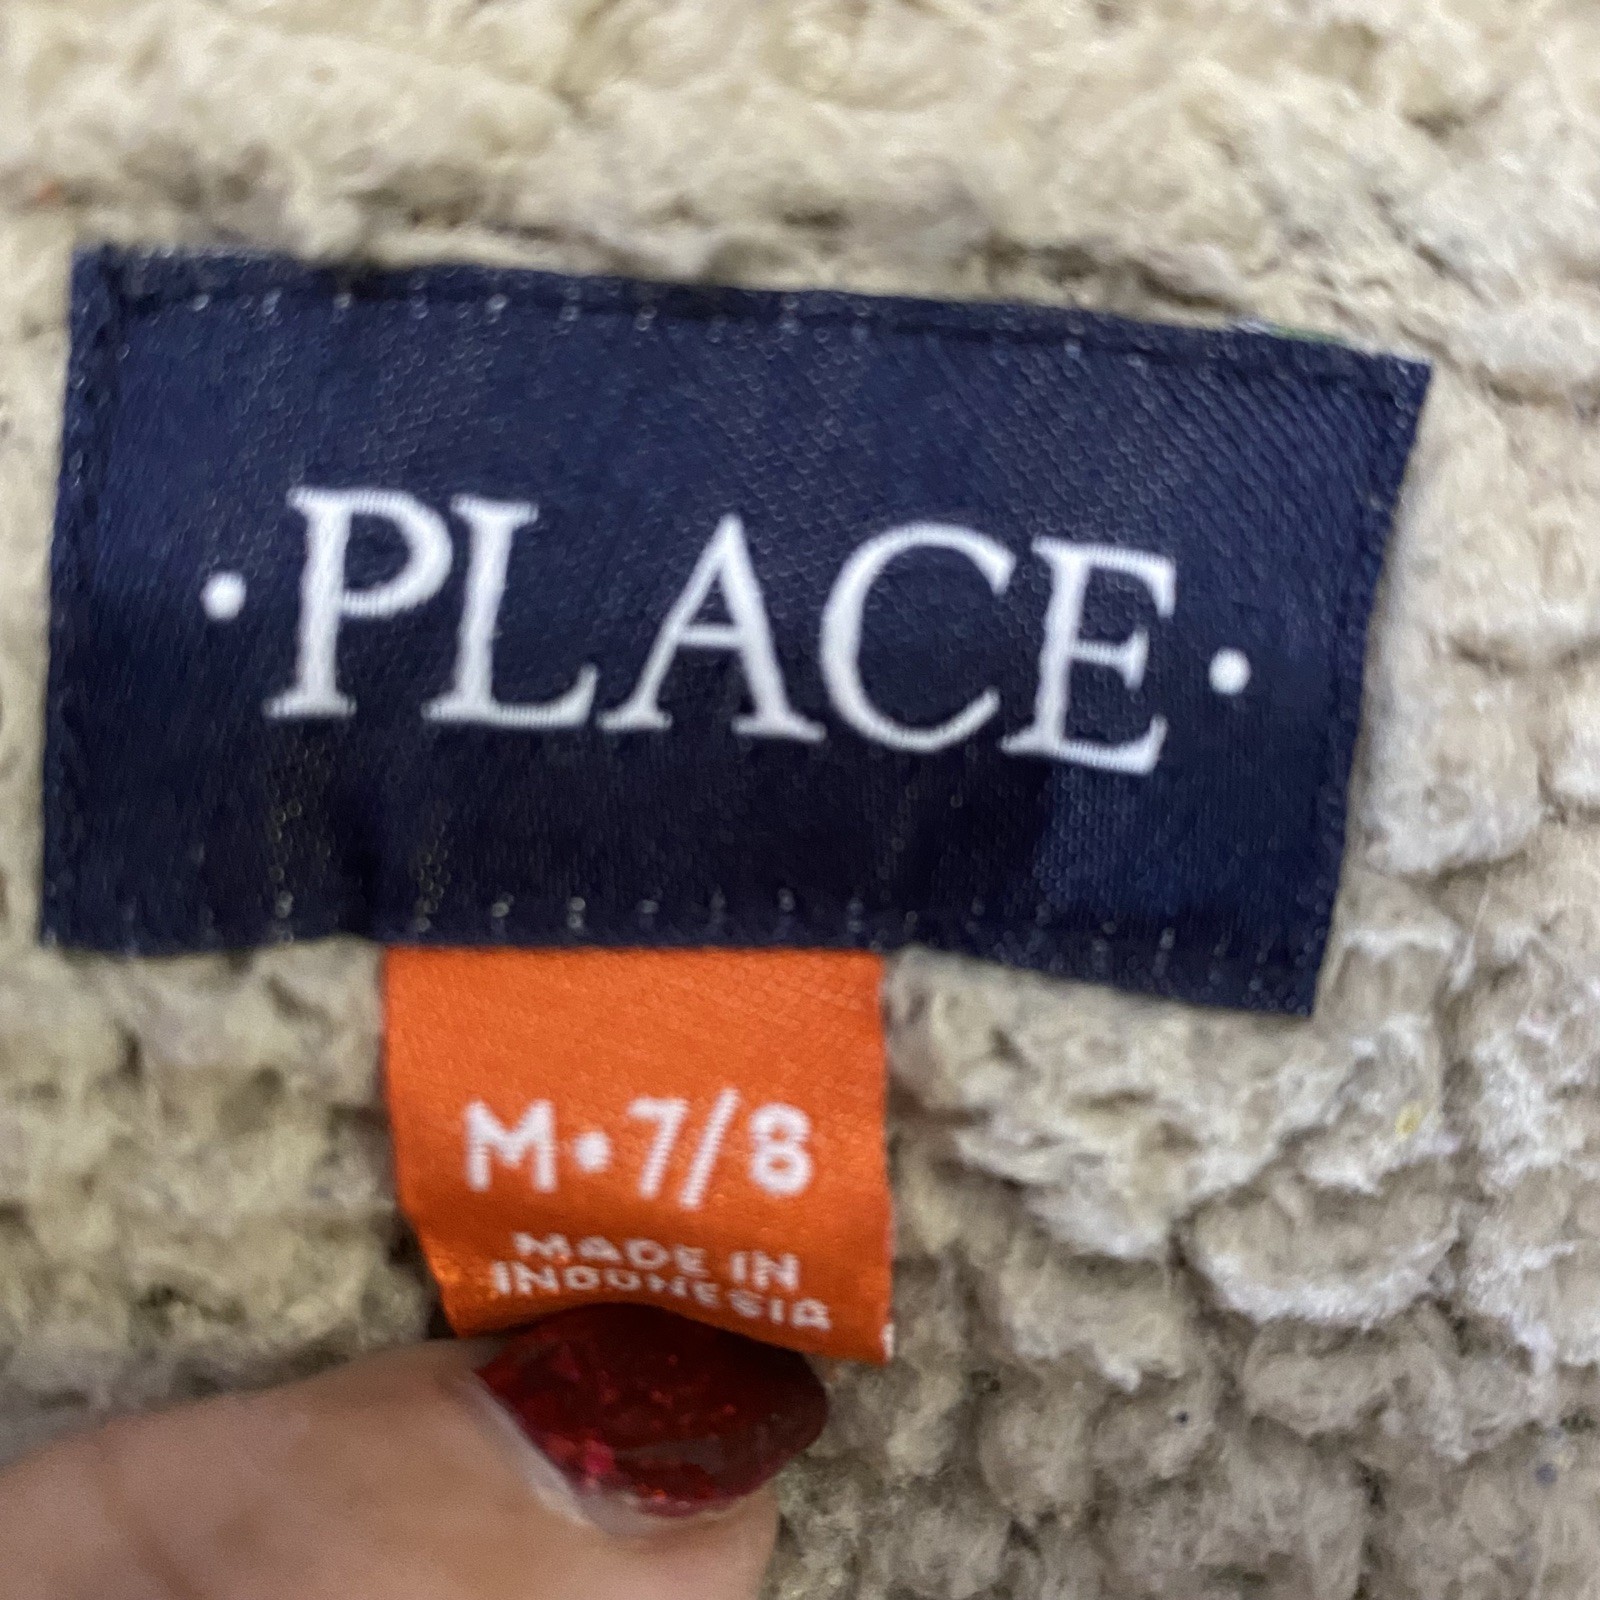 ·PLACE·
M•7/8
MADE IN
INDONESIA